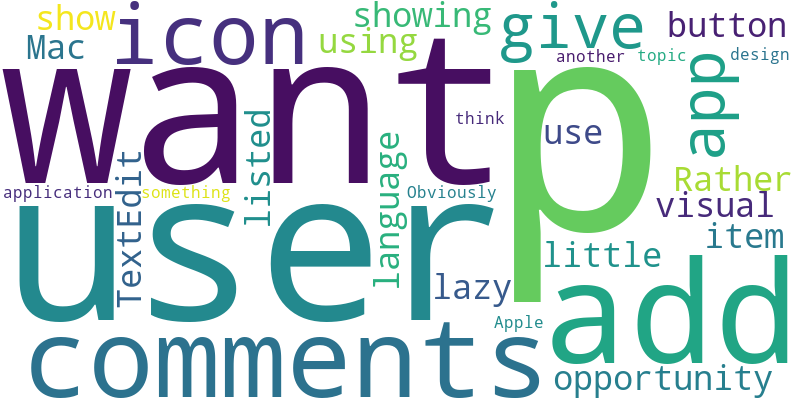 show icon showing give button
Mac using another topic design
want p app
think use
listed language Rather
application something Obviously visual
user TextEdit item
lazy little
Apple add
comments opportunity